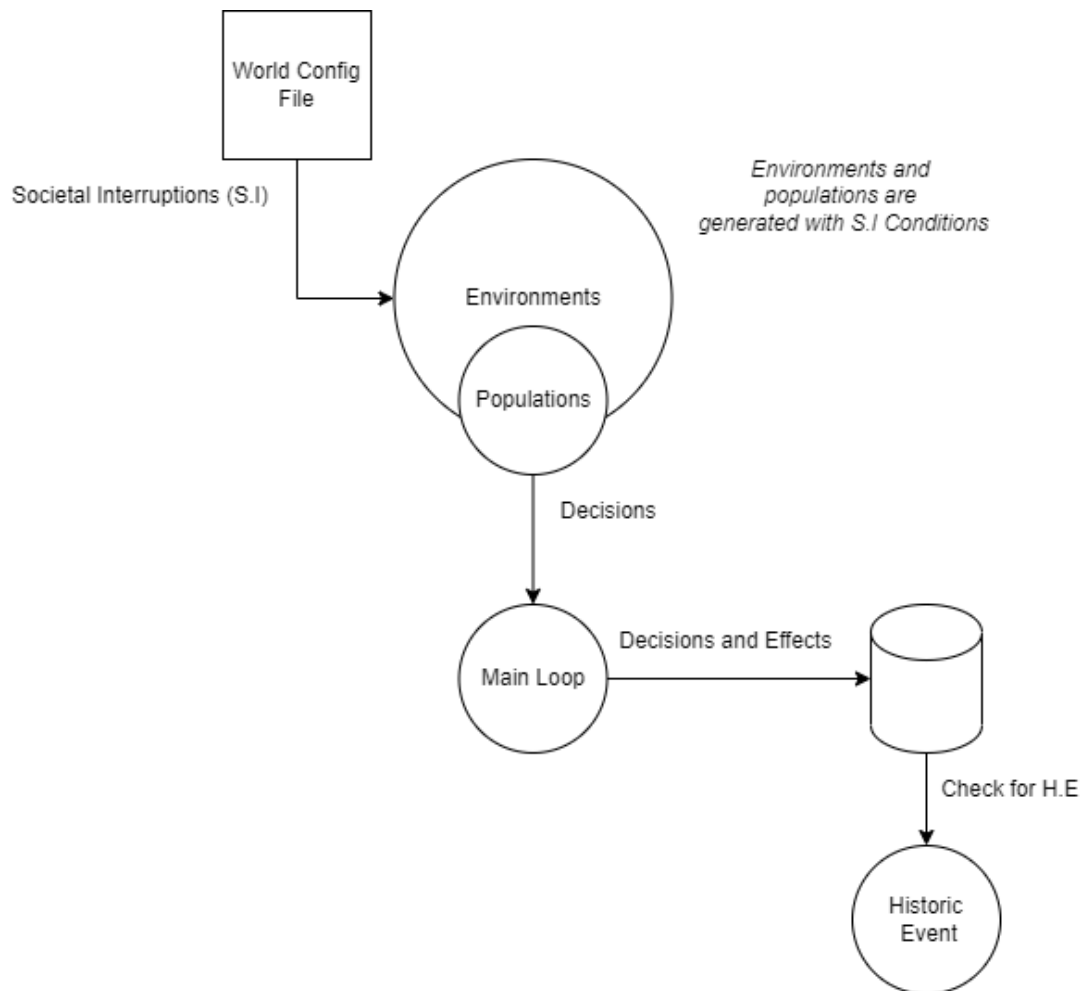 World Config
File
Societal Interruptions (S.I)
Environments and
populations are
generated with S.I Conditions
Environments
Populations
Decisions
Decisions and Effects
Main Loop
Check for H.E
Historic
Event